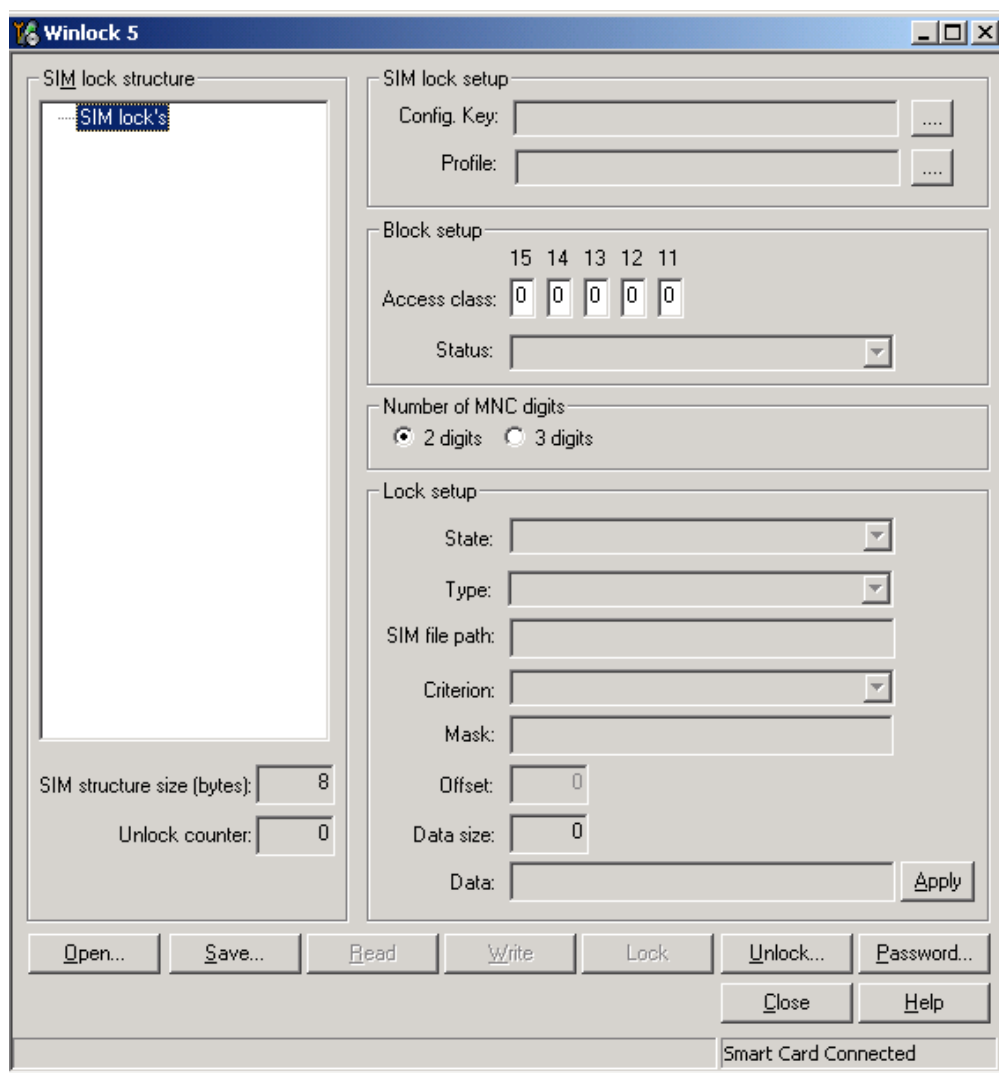 Winlock 5
SIM lock structure
SIM lock's
SIM structure size (bytes): 8
Unlock counter: 0
SIM lock setup
Config. Key: ....
Profile: ....
Block setup
15 14 13 12 11
Access class: 0 0 0 0 0
Status:
Number of MNC digits
2 digits 3 digits
Lock setup
State:
Type:
SIM file path:
Criterion:
Mask:
Offset: 0
Data size: 0
Data: Apply
Open... Save... Read Write Lock Unlock... Password...
Close Help
Smart Card Connected